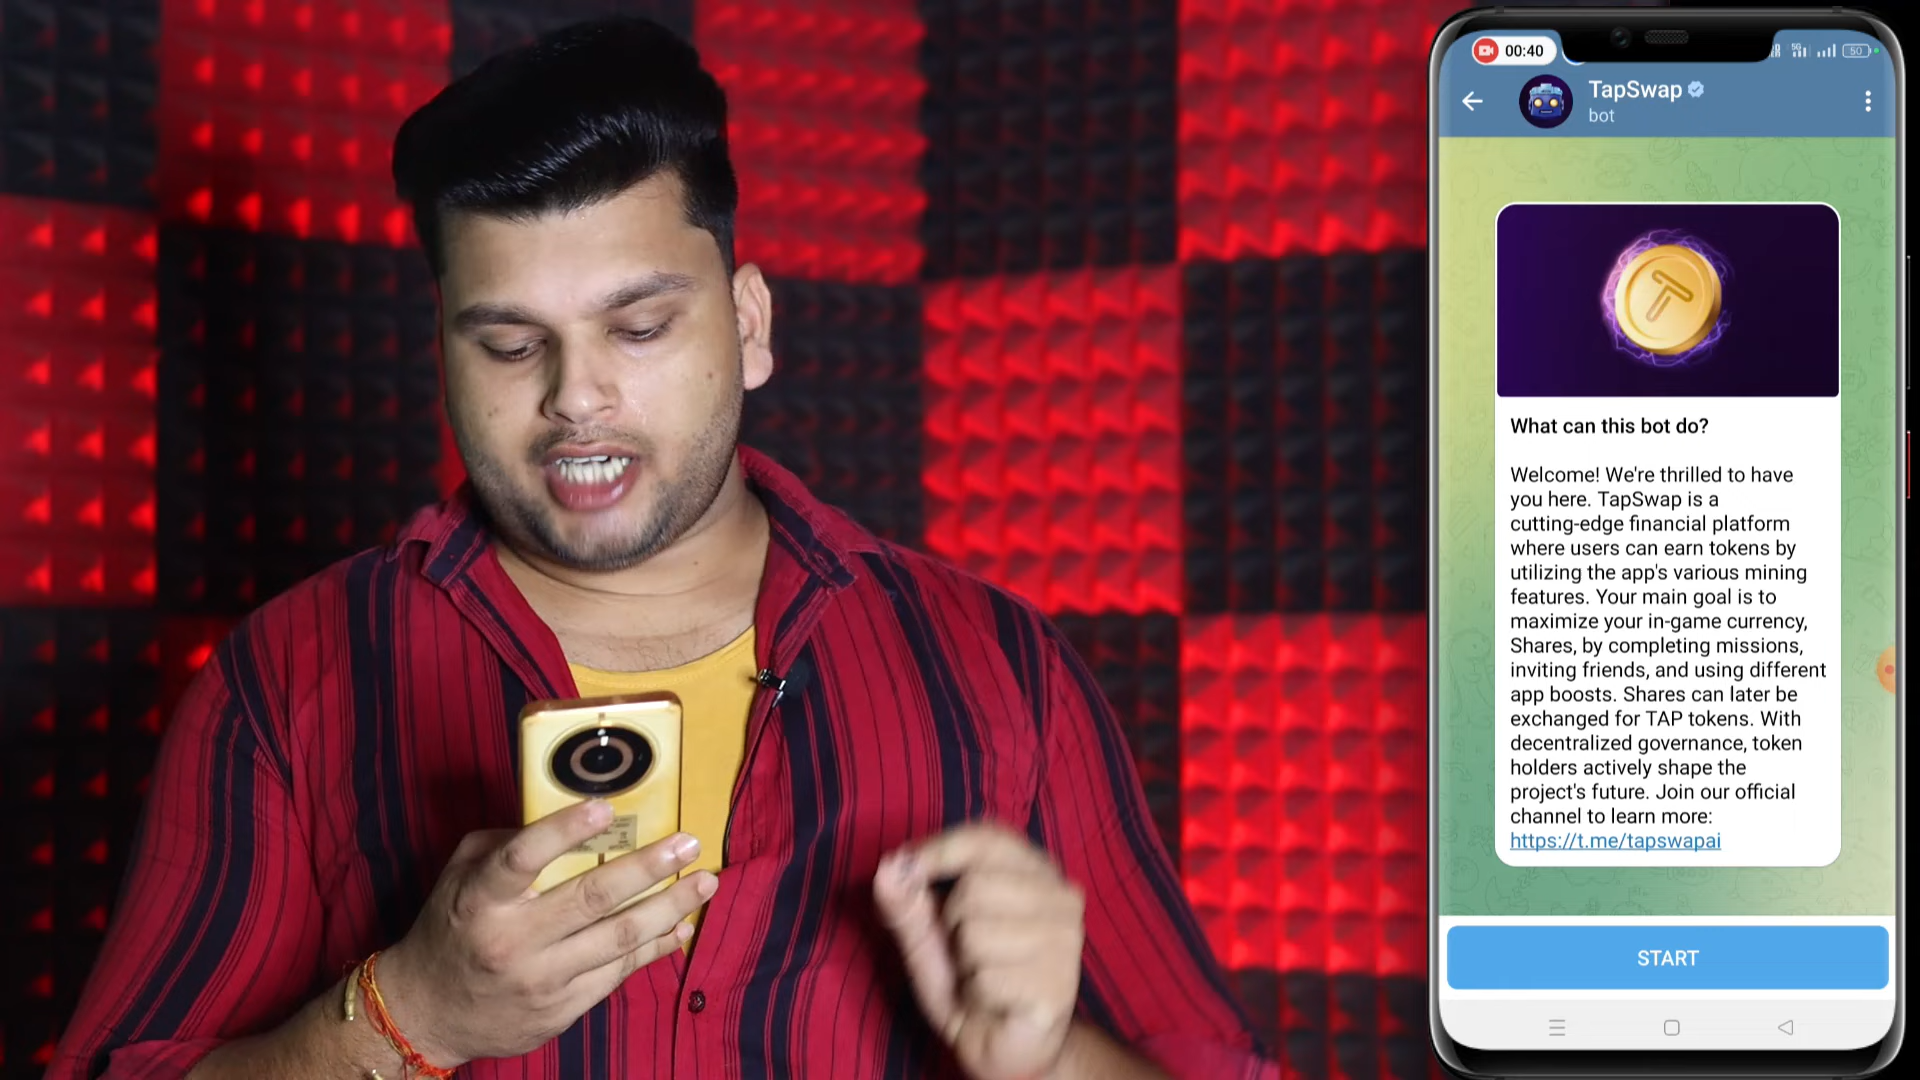 00:40
5G
50
TapSwap
bot
What can this bot do?
Welcome! We're thrilled to have
you here. TapSwap is a
cutting-edge financial platform
where users can earn tokens by
utilizing the app's various mining
features. Your main goal is to
maximize your in-game currency,
Shares, by completing missions,
inviting friends, and using different
app boosts. Shares can later be
exchanged for TAP tokens. With
decentralized governance, token
holders actively shape the
project's future. Join our official
channel to learn more:
https://t.me/tapswapai
START